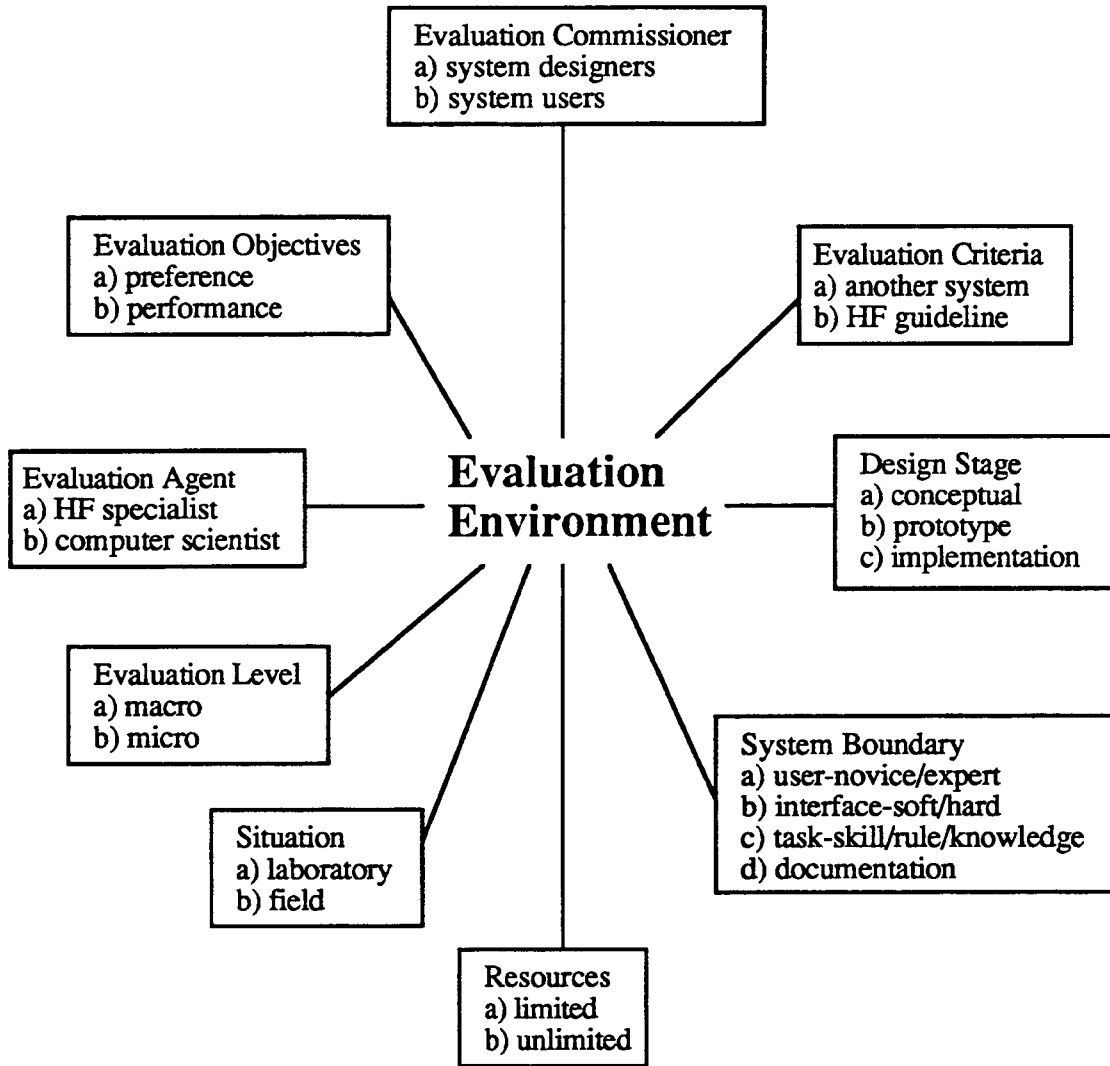 Evaluation Commissioner
a) system designers
b) system users
Evaluation Objectives
a) preference
b) performance
Evaluation Criteria
a) another system
b) HF guideline
Evaluation Agent
a) HF specialist
b) computer scientist
Evaluation
Environment
Design Stage
a) conceptual
b) prototype
c) implementation
Evaluation Level
a) macro
b) micro
System Boundary
a) user-novice/expert
b) interface-soft/hard
c) task-skill/rule/knowledge
d) documentation
Situation
a) laboratory
b) field
Resources
a) limited
b) unlimited